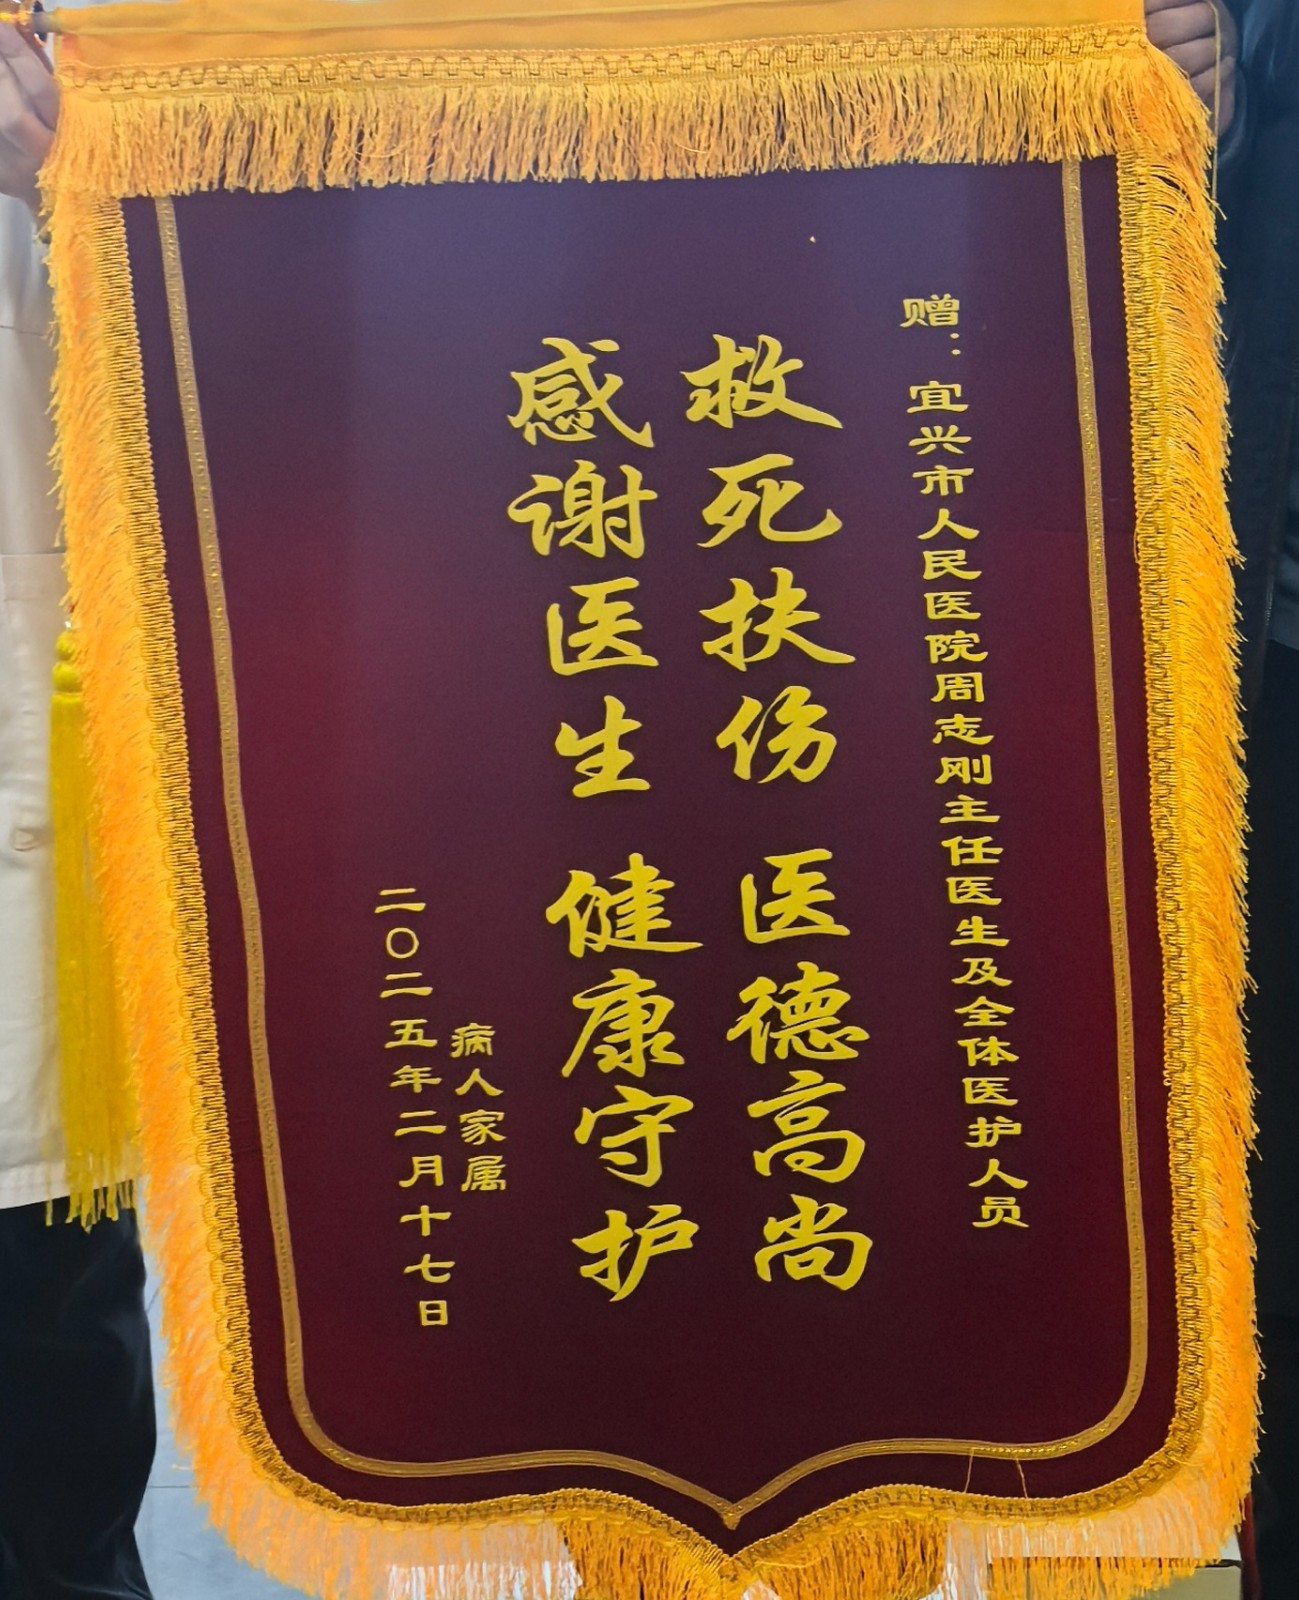 赠：宜兴市人民医院周志刚主任医生及全体医护人员
救死扶伤 医德高尚
感谢医生 健康守护
病人家属
二〇二五年二月十七日